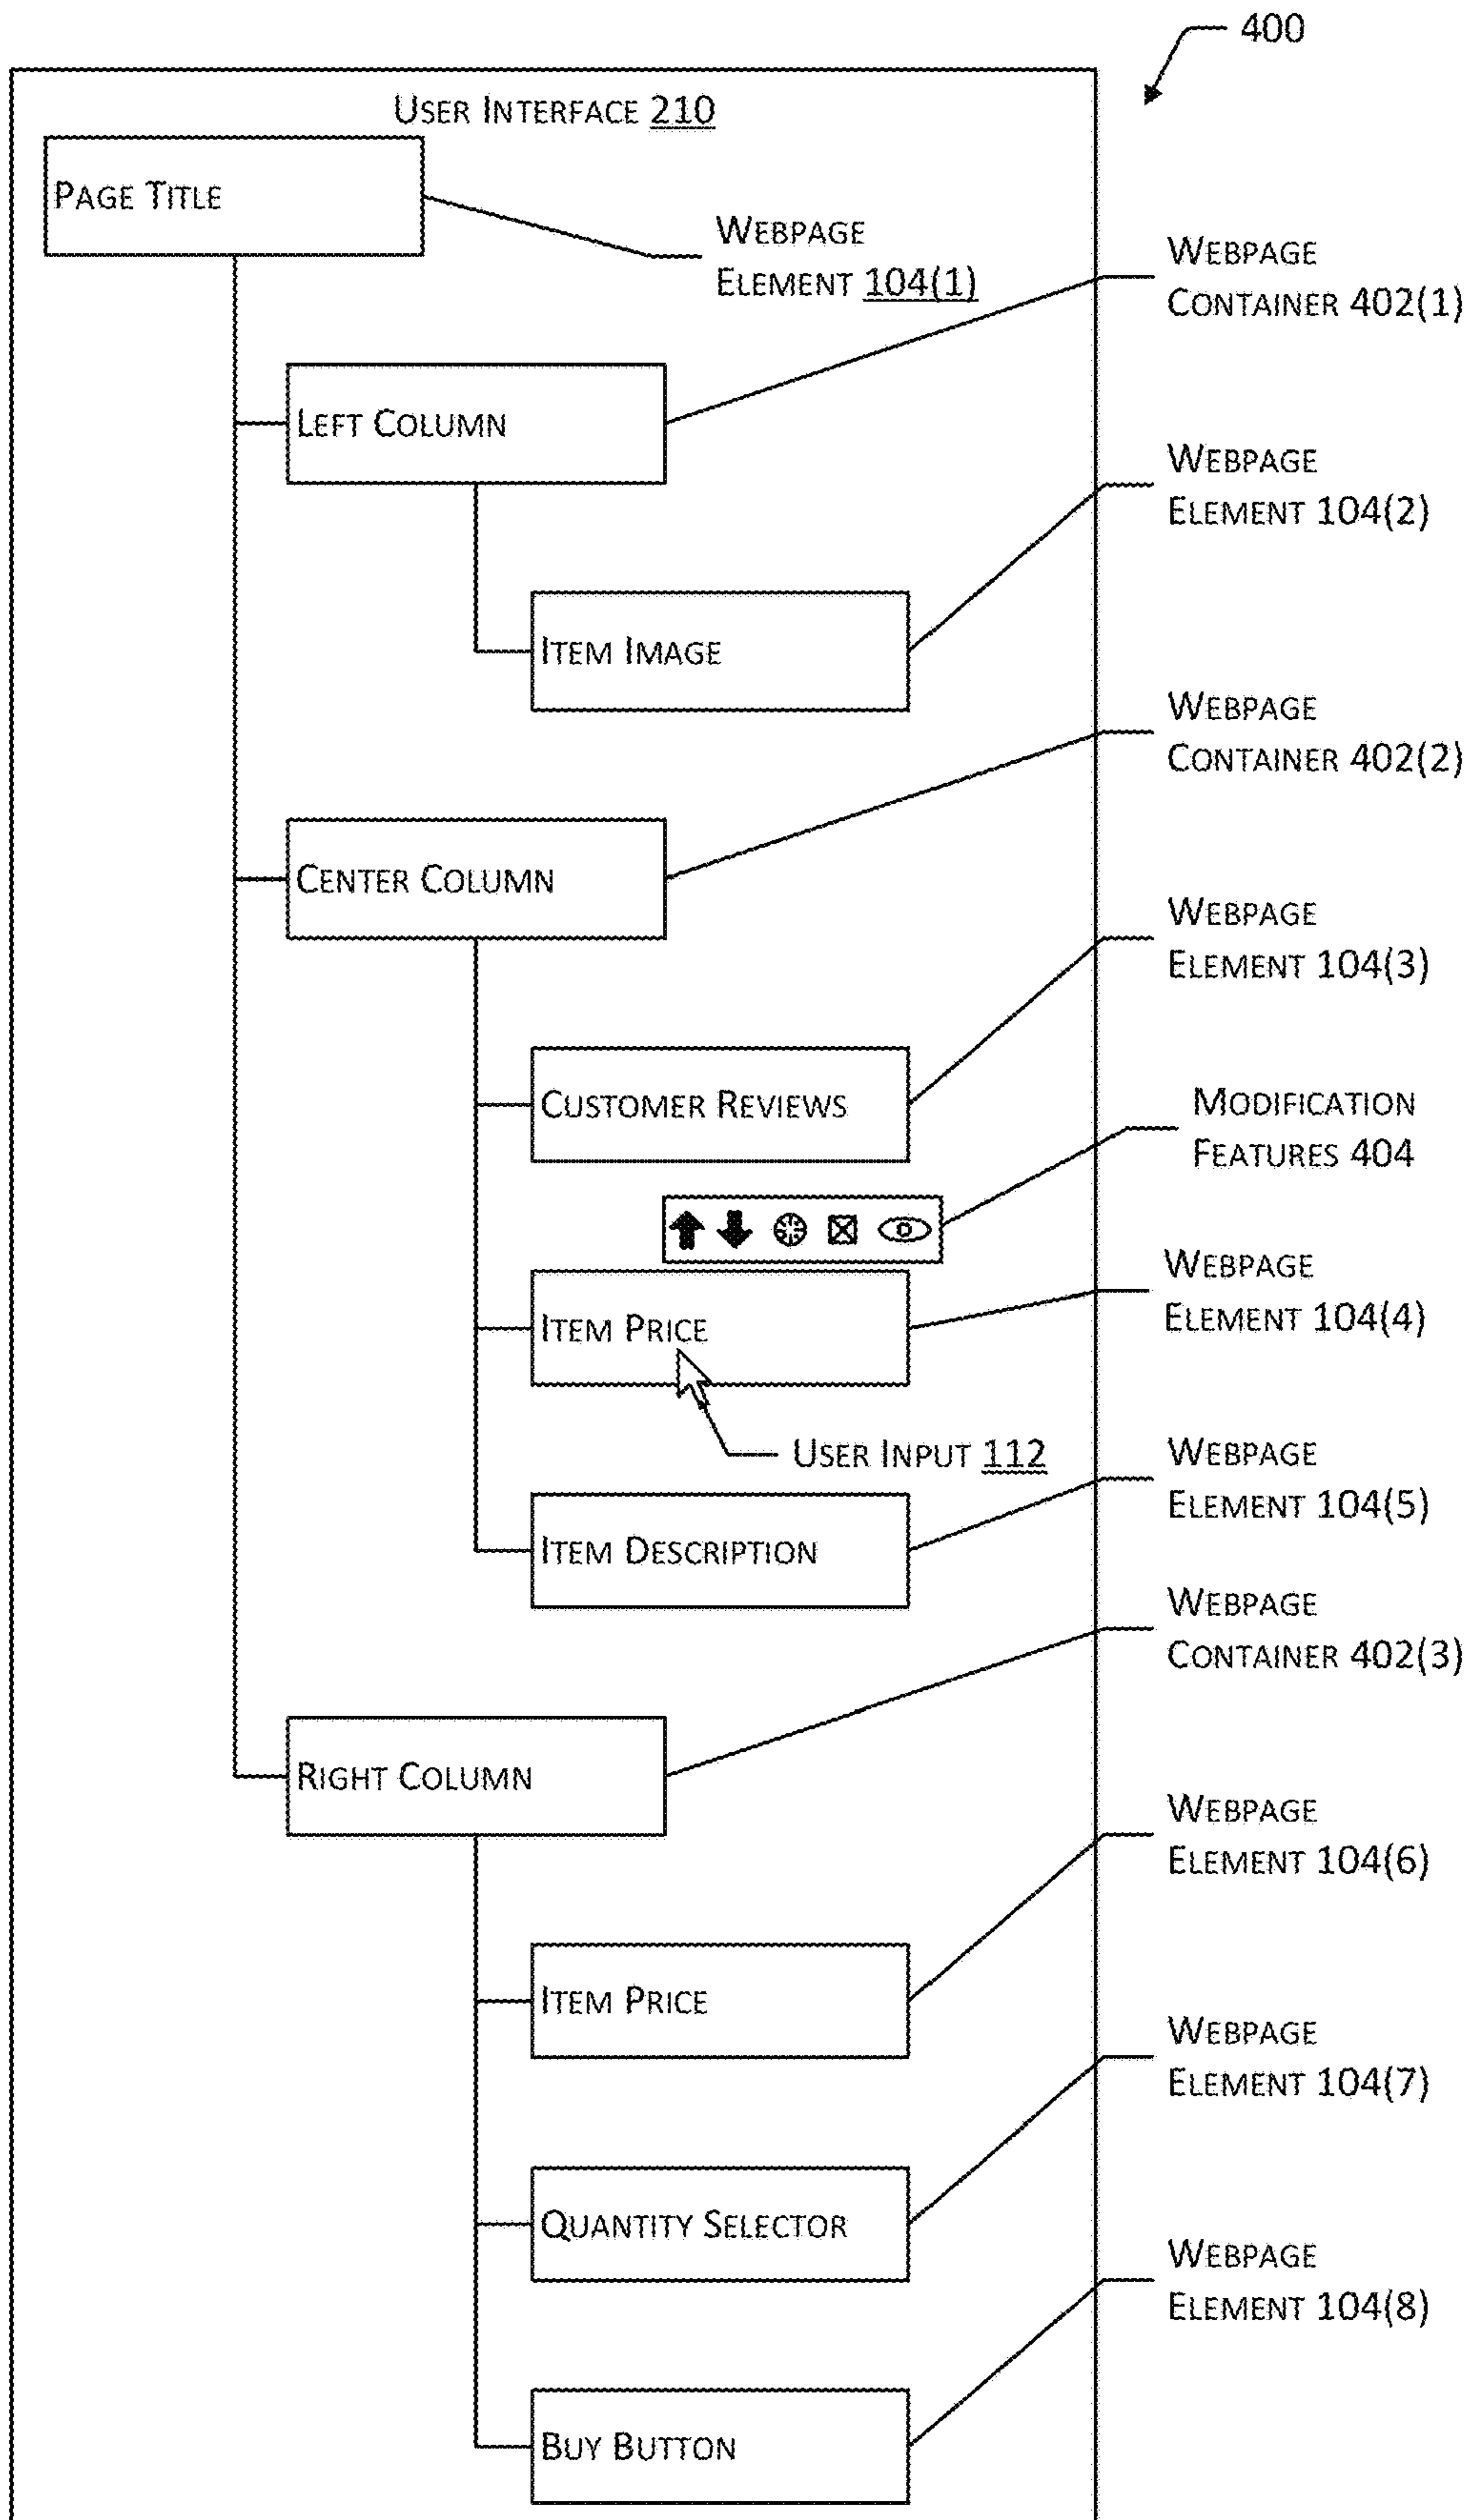 400
USER INTERFACE 210
PAGE TITLE
WEBPAGE
ELEMENT 104(1)
WEBPAGE
CONTAINER 402(1)
LEFT COLUMN
WEBPAGE
ELEMENT 104(2)
ITEM IMAGE
WEBPAGE
CONTAINER 402(2)
CENTER COLUMN
WEBPAGE
ELEMENT 104(3)
CUSTOMER REVIEWS
MODIFICATION
FEATURES 404
WEBPAGE
ELEMENT 104(4)
ITEM PRICE
USER INPUT 112
WEBPAGE
ELEMENT 104(5)
ITEM DESCRIPTION
WEBPAGE
CONTAINER 402(3)
RIGHT COLUMN
WEBPAGE
ELEMENT 104(6)
ITEM PRICE
WEBPAGE
ELEMENT 104(7)
QUANTITY SELECTOR
WEBPAGE
ELEMENT 104(8)
BUY BUTTON